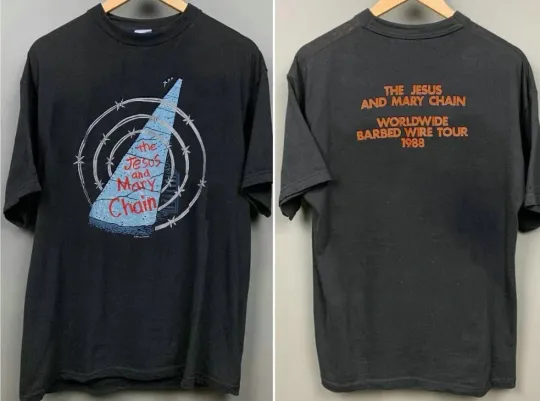 the
Jesus
and
Mary
Chain
THE JESUS
AND MARY CHAIN
WORLDWIDE
BARBED WIRE TOUR
1988